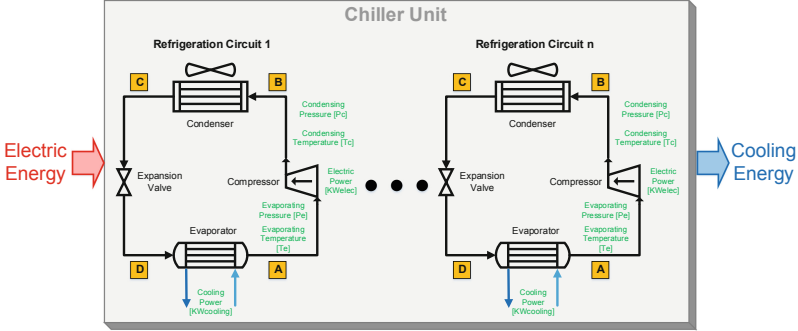 Chiller Unit
Refrigeration Circuit 1
C
B
Condenser
Condensing
Pressure [Pc]
Condensing
Temperature [Tc]
Expansion
Valve
Compressor
Electric
Power
[KWelec]
Evaporating
Pressure [Pe]
Evaporating
Temperature
[Te]
Evaporator
D
A
Cooling
Power
[KWcooling]
Refrigeration Circuit n
C
B
Condenser
Condensing
Pressure [Pc]
Condensing
Temperature [Tc]
Expansion
Valve
Compressor
Electric
Power
[KWelec]
Evaporating
Pressure [Pe]
Evaporating
Temperature
[Te]
Evaporator
D
A
Cooling
Power
[KWcooling]
Electric
Energy
Cooling
Energy